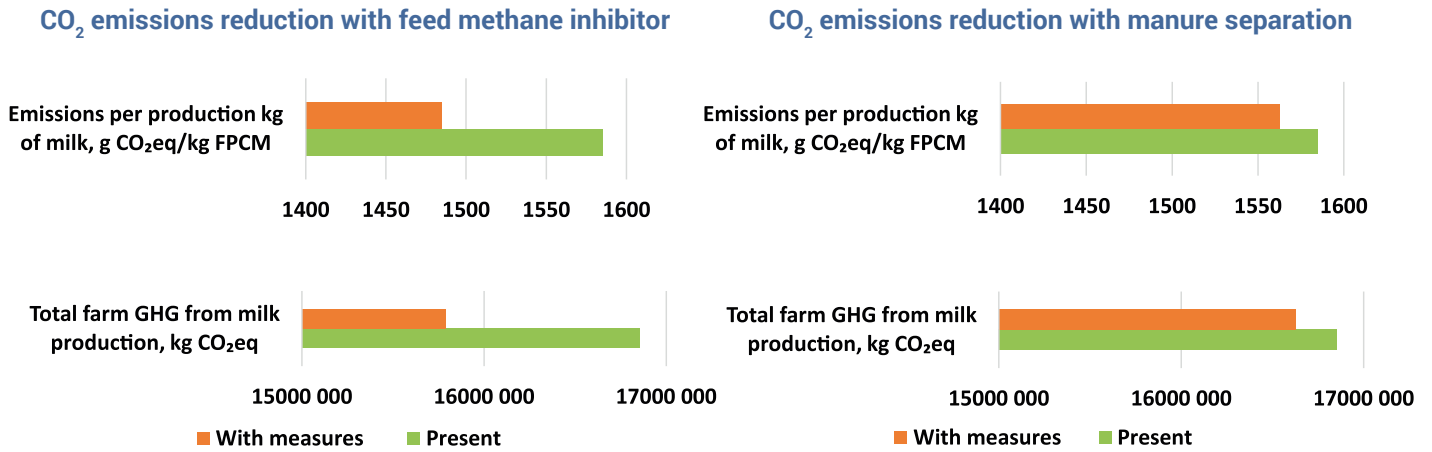 CO₂ emissions reduction with feed methane inhibitor
Emissions per production kg
of milk, g CO₂eq/kg FPCM
1400 1450 1500 1550 1600
Total farm GHG from milk
production, kg CO₂eq
15000 000 16000 000 17000 000
With measures Present
CO₂ emissions reduction with manure separation
Emissions per production kg
of milk, g CO₂eq/kg FPCM
1400 1450 1500 1550 1600
Total farm GHG from milk
production, kg CO₂eq
15000 000 16000 000 17000 000
With measures Present